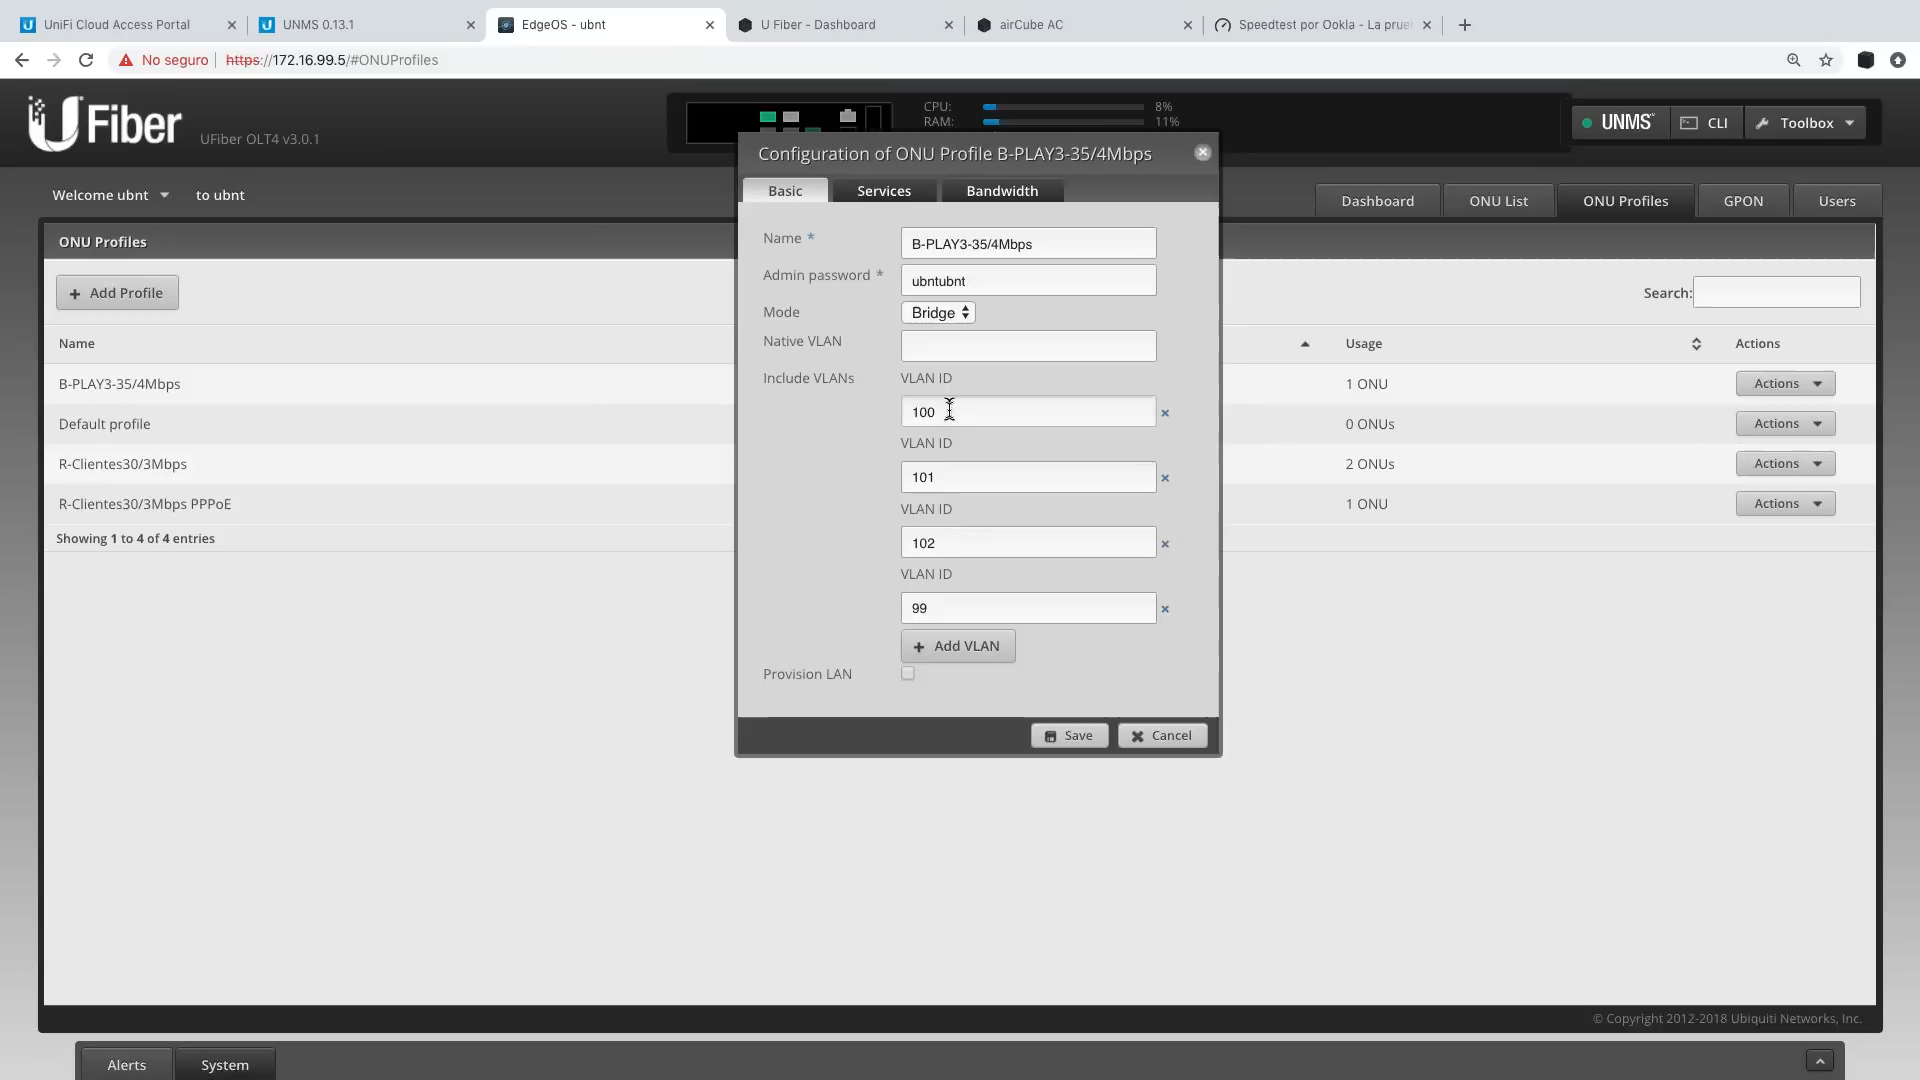 UniFi Cloud Access Portal
UNMS 0.13.1
EdgeOS - ubnt
U Fiber - Dashboard
airCube AC
Speedtest por Ookla - La prue
No seguro
https://172.16.99.5/#ONUProfiles
UFiber
UFiber OLT4 v3.0.1
CPU: 8%
RAM: 11%
UNMS
CLI
Toolbox
Welcome ubnt
to ubnt
Dashboard
ONU List
ONU Profiles
GPON
Users
ONU Profiles
+ Add Profile
Search:
Name
Usage
Actions
B-PLAY3-35/4Mbps
1 ONU
Actions
Default profile
0 ONUs
Actions
R-Clientes30/3Mbps
2 ONUs
Actions
R-Clientes30/3Mbps PPPoE
1 ONU
Actions
Showing 1 to 4 of 4 entries
Configuration of ONU Profile B-PLAY3-35/4Mbps
Basic
Services
Bandwidth
Name *
B-PLAY3-35/4Mbps
Admin password *
ubntubnt
Mode
Bridge
Native VLAN
Include VLANs
VLAN ID
100
VLAN ID
101
VLAN ID
102
VLAN ID
99
+ Add VLAN
Provision LAN
Save
Cancel
© Copyright 2012-2018 Ubiquiti Networks, Inc.
Alerts
System